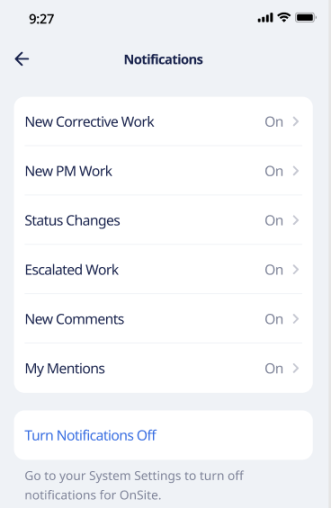 9:27
Notifications
New Corrective Work On
New PM Work On
Status Changes On
Escalated Work On
New Comments On
My Mentions On
Turn Notifications Off
Go to your System Settings to turn off
notifications for OnSite.